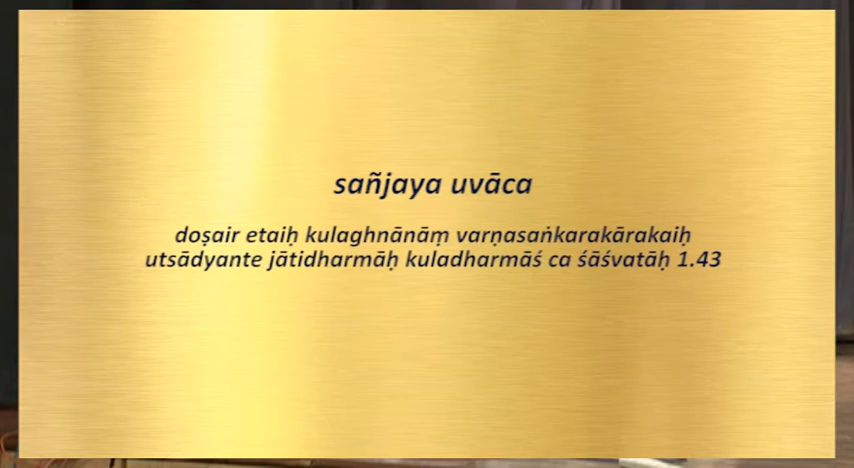 sañjaya uvāca
doṣair etaiḥ kulaghnānāṃ varṇasaṅkarakārakaiḥ
utsādyante jātidharmāḥ kuladharmāś ca śāśvatāḥ 1.43